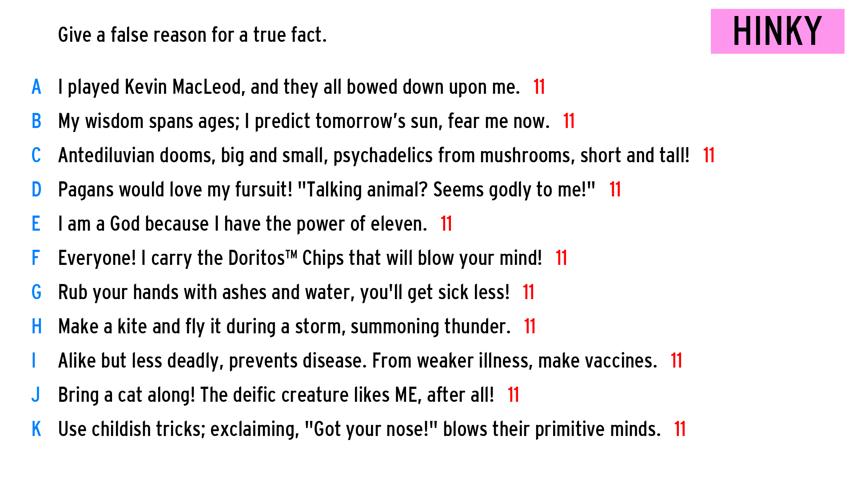 Give a false reason for a true fact.
HINKY
A I played Kevin MacLeod, and they all bowed down upon me. 11
B My wisdom spans ages; I predict tomorrow's sun, fear me now. 11
C Antediluvian dooms, big and small, psychadelics from mushrooms, short and tall! 11
D Pagans would love my fursuit! "Talking animal? Seems godly to me!" 11
E I am a God because I have the power of eleven. 11
F Everyone! I carry the Doritos™ Chips that will blow your mind! 11
G Rub your hands with ashes and water, you'll get sick less! 11
H Make a kite and fly it during a storm, summoning thunder. 11
I Alike but less deadly, prevents disease. From weaker illness, make vaccines. 11
J Bring a cat along! The deific creature likes ME, after all! 11
K Use childish tricks; exclaiming, "Got your nose!" blows their primitive minds. 11